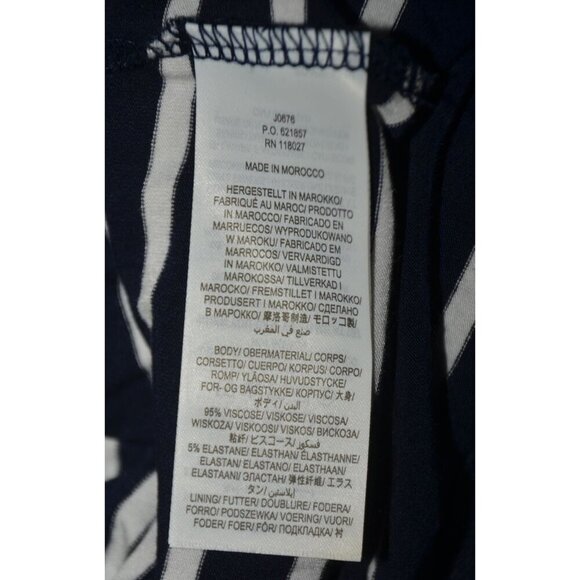 J0676
P.O. 621857
RN 118027
MADE IN MOROCCO
HERGESTELLT IN MAROKKO/
FABRIQUÉ AU MAROC/ PRODOTTO
IN MAROCCO/ FABRICADO EN
MARRUECOS/ WYPRODUKOWANO
W MAROKU/ FABRICADO EM
MARROCOS/ VERVAARDIGD
IN MAROKKO/ VALMISTETTU
MAROKOSSA/ TILLVERKAD I
MAROCKO/ FREMSTILLET I MAROKKO/
PRODUSERT I MAROKKO/ СДЕЛАНО
В МАРОККО/ 摩洛哥制造/ モロッコ製/
صنع في المغرب
BODY/ OBERMATERIAL/ CORPS/
CORSETTO/ CUERPO/ KORPUS/ CORPO/
ROMP/ YLÄOSA/ HUVUDSTYCKE/
FOR- OG BAGSTYKKE/ КОРПУС/ 大身/
ボディ/ البدن
95% VISCOSE/ VISKOSE/ VISCOSA/
WISKOZA/ VISKOOSI/ VISKOS/ ВИСКОЗА/
粘纤/ ビスコース/ فسكوز
5% ELASTANE/ ELASTHAN/ ÉLASTHANNE/
ELASTAN/ ELASTANO/ ELASTHAAN/
ELASTAANI/ ЭЛАСТАН/ 弹性纤维/ エラス
タン/ إيلاستين
LINING/ FUTTER/ DOUBLURE/ FODERA/
FORRO/ PODSZEWKA/ VOERING/ VUORI/
FODER/ FOER/ FÔR/ ПОДКЛАДКА/ 衬